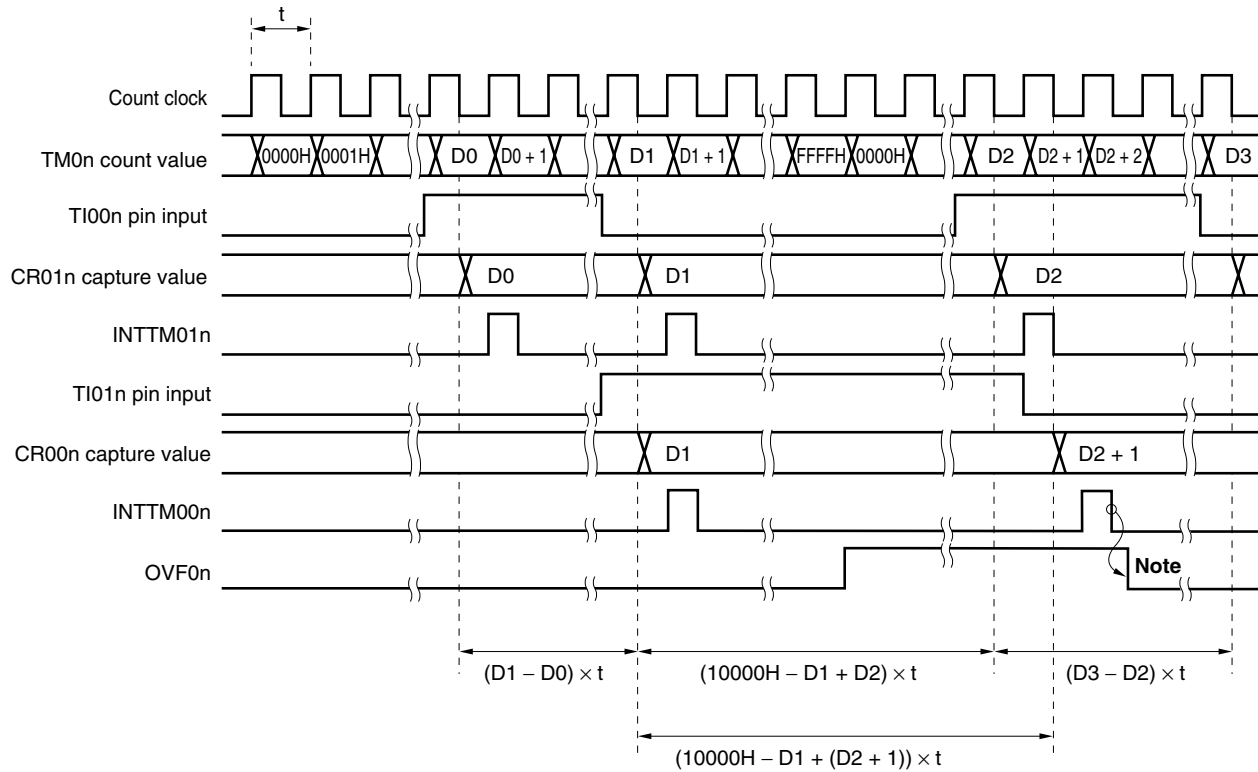 t
Count clock
TM0n count value
0000H 0001H D0 D0 + 1 D1 D1 + 1 FFFFH 0000H D2 D2 + 1 D2 + 2 D3
TI00n pin input
CR01n capture value
D0 D1 D2
INTTM01n
TI01n pin input
CR00n capture value
D1 D2 + 1
INTTM00n
OVF0n
Note
(D1 – D0) × t (10000H – D1 + D2) × t (D3 – D2) × t
(10000H – D1 + (D2 + 1)) × t